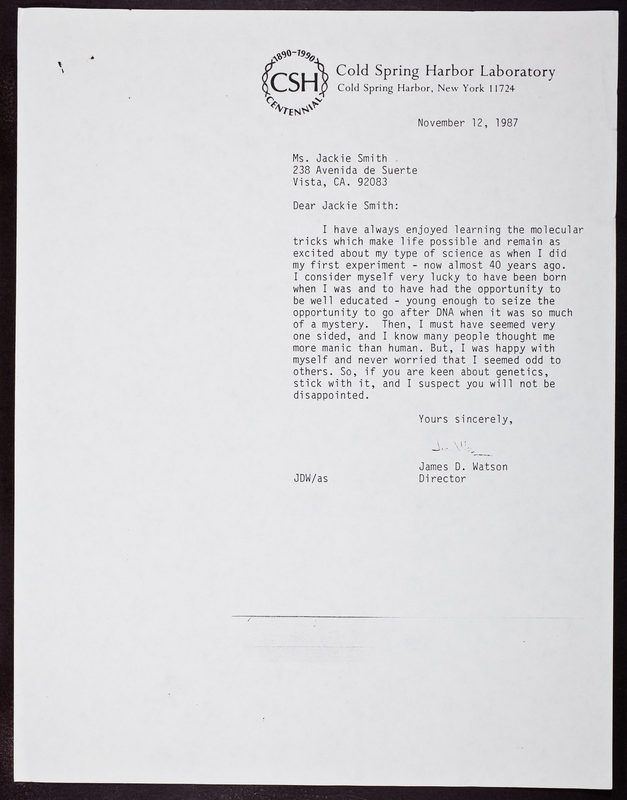 1890-1990
CSH
CENTENNIAL
Cold Spring Harbor Laboratory
Cold Spring Harbor, New York 11724
November 12, 1987
Ms. Jackie Smith
238 Avenida de Suerte
Vista, CA. 92083
Dear Jackie Smith:
I have always enjoyed learning the molecular
tricks which make life possible and remain as
excited about my type of science as when I did
my first experiment - now almost 40 years ago.
I consider myself very lucky to have been born
when I was and to have had the opportunity to
be well educated - young enough to seize the
opportunity to go after DNA when it was so much
of a mystery. Then, I must have seemed very
one sided, and I know many people thought me
more manic than human. But, I was happy with
myself and never worried that I seemed odd to
others. So, if you are keen about genetics,
stick with it, and I suspect you will not be
disappointed.
Yours sincerely,
James D. Watson
JDW/as Director